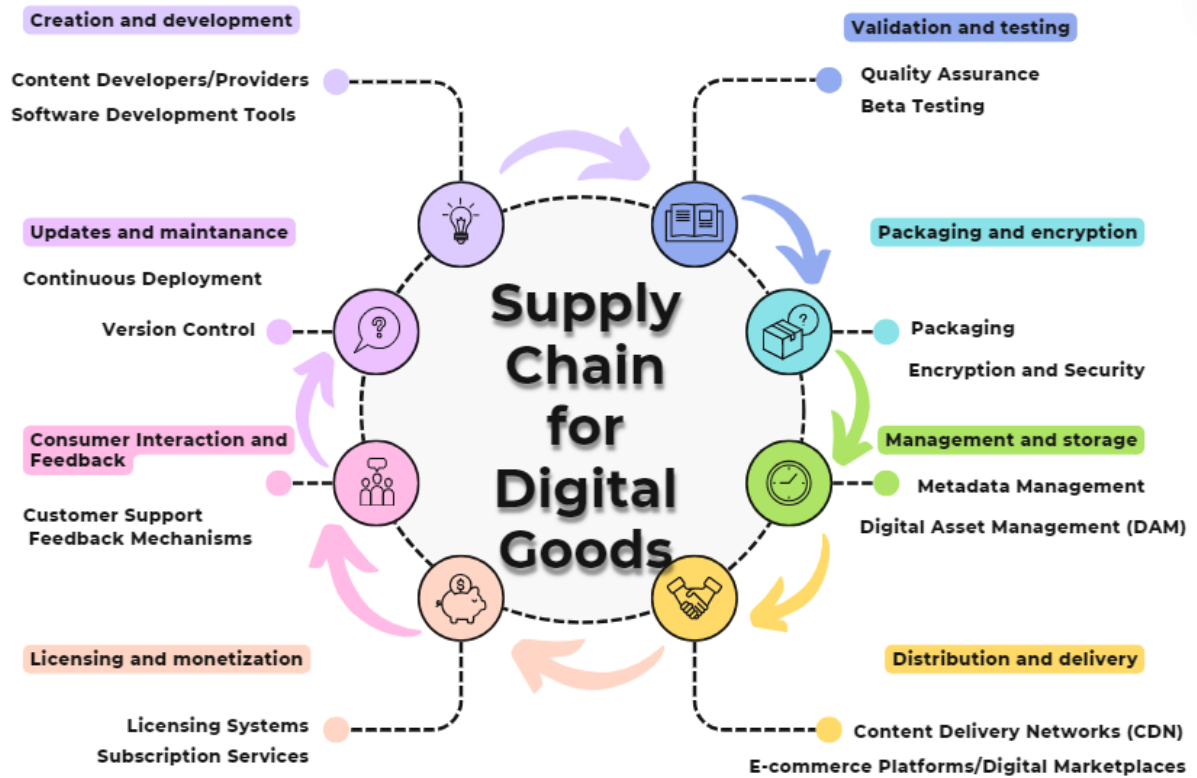 Creation and development
Content Developers/Providers
Software Development Tools
Validation and testing
Quality Assurance
Beta Testing
Updates and maintanance
Continuous Deployment
Version Control
Packaging and encryption
Packaging
Encryption and Security
Supply
Chain
for
Digital
Goods
Consumer Interaction and
Feedback
Customer Support
Feedback Mechanisms
Management and storage
Metadata Management
Digital Asset Management (DAM)
Licensing and monetization
Licensing Systems
Subscription Services
Distribution and delivery
Content Delivery Networks (CDN)
E-commerce Platforms/Digital Marketplaces
?
?
$